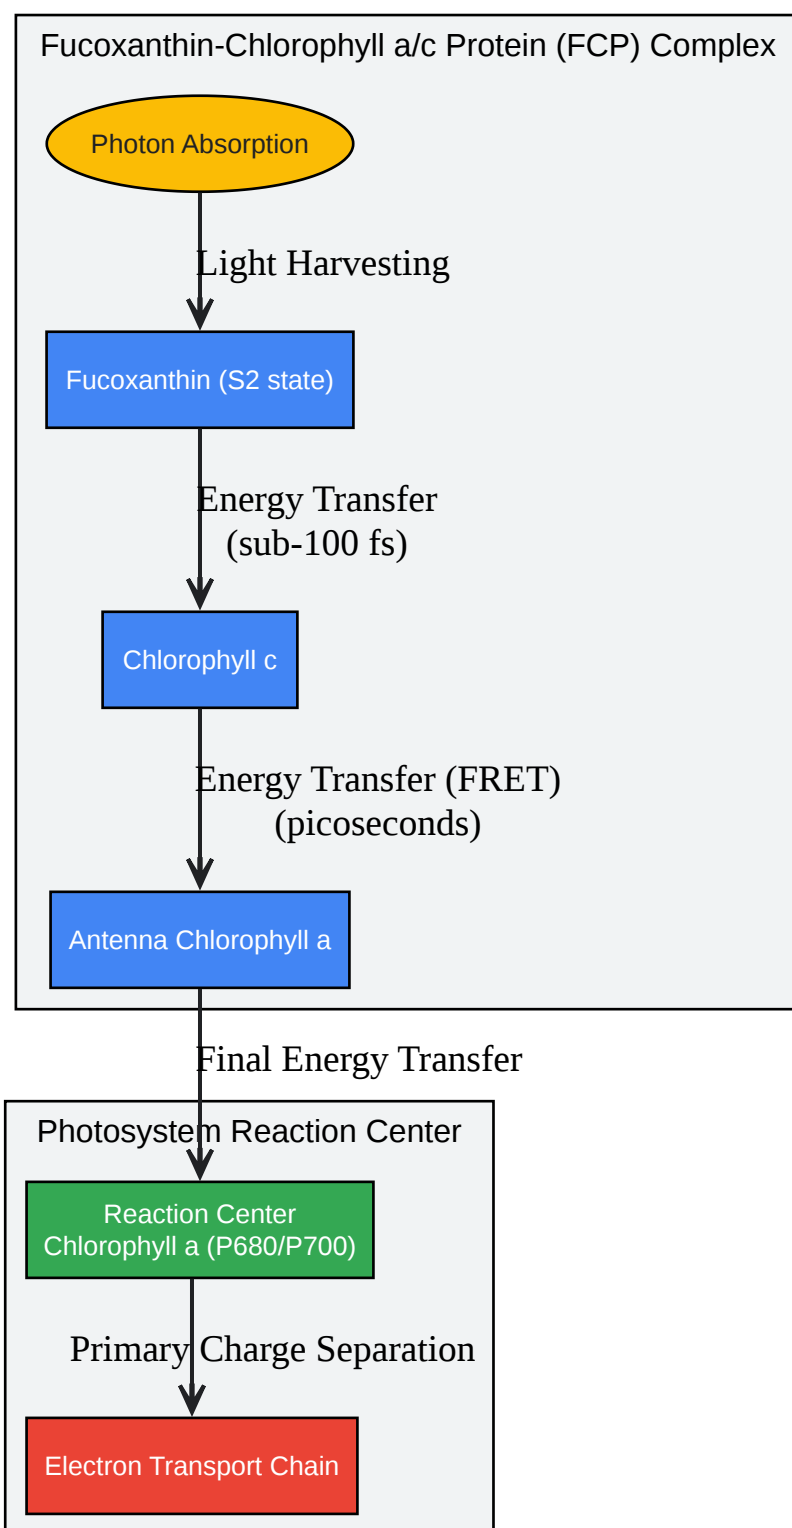 Fucoxanthin-Chlorophyll a/c Protein (FCP) Complex
Photon Absorption
Light Harvesting
Fucoxanthin (S2 state)
Energy Transfer
(sub-100 fs)
Chlorophyll c
Energy Transfer (FRET)
(picoseconds)
Antenna Chlorophyll a
Final Energy Transfer
Photosystem Reaction Center
Reaction Center
Chlorophyll a (P680/P700)
Primary Charge Separation
Electron Transport Chain